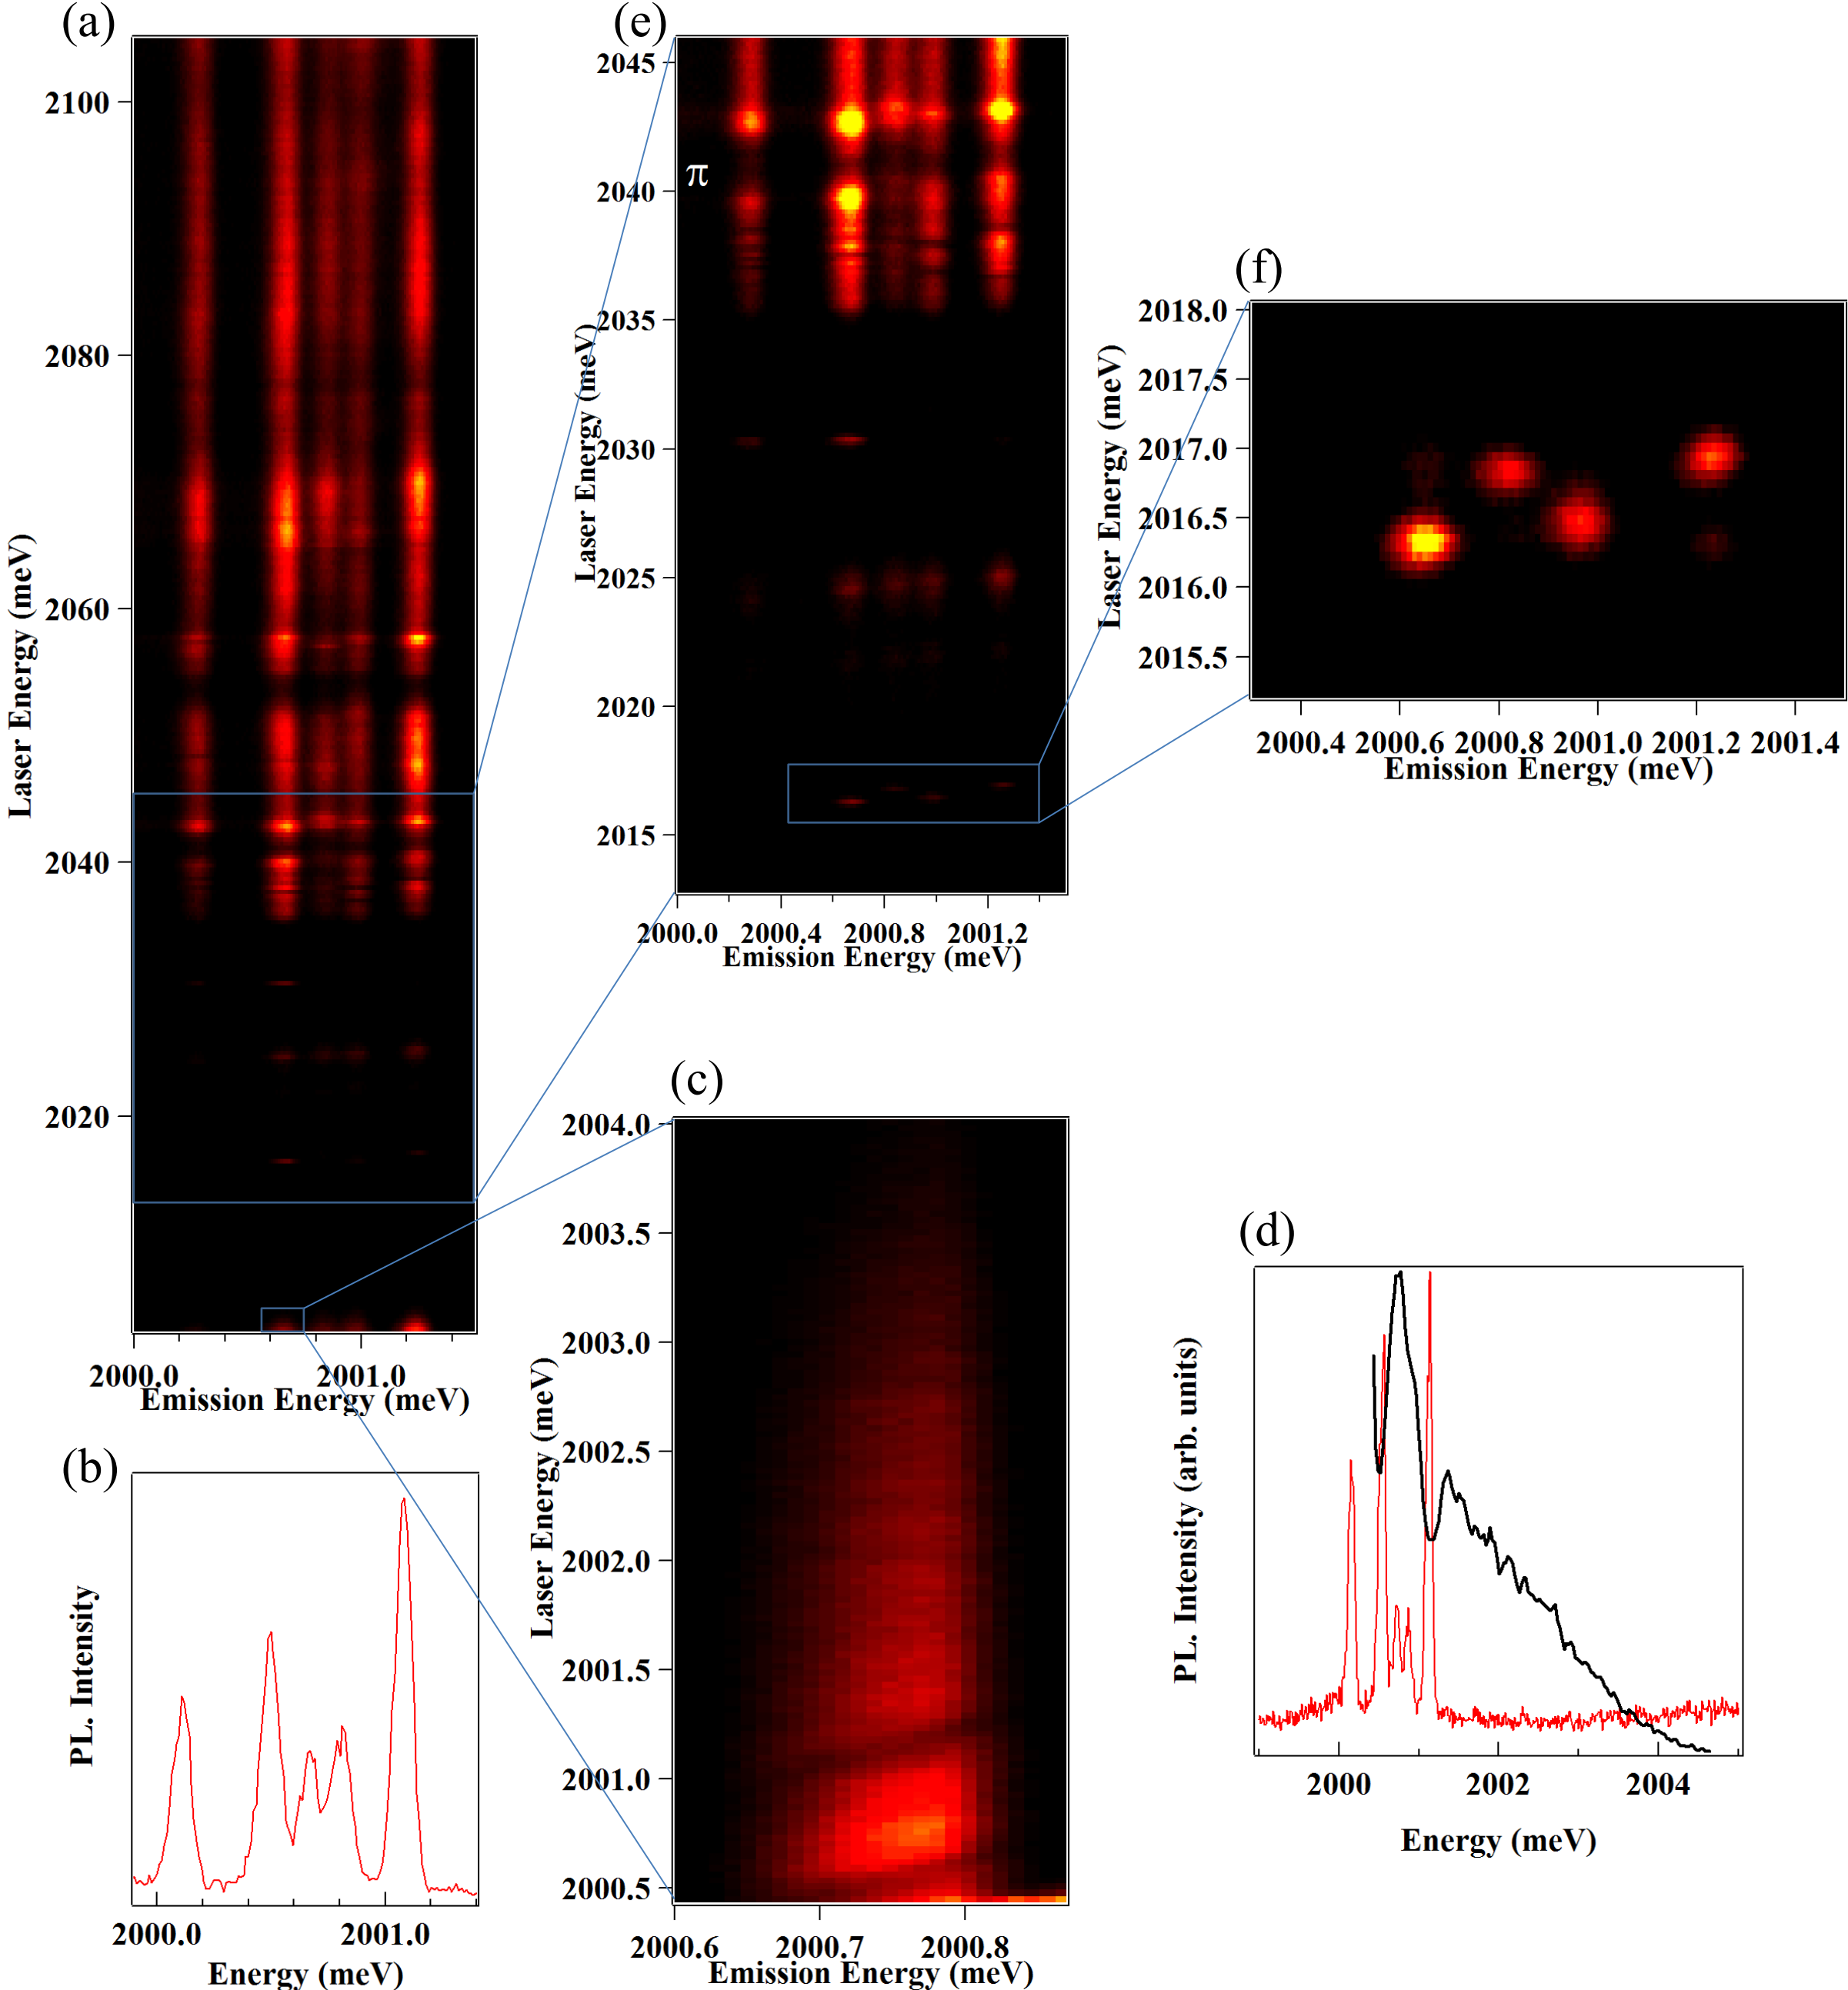 (a)
2100
2080
2060
2040
2020
Laser Energy (meV)
2000.0 2001.0
Emission Energy (meV)
(b)
PL. Intensity
2000.0 2001.0
Energy (meV)
(e)
π
2045
2040
2035
2030
2025
2020
2015
Laser Energy (meV)
2000.0 2000.4 2000.8 2001.2
Emission Energy (meV)
(f)
2018.0
2017.5
2017.0
2016.5
2016.0
2015.5
Laser Energy (meV)
2000.4 2000.6 2000.8 2001.0 2001.2 2001.4
Emission Energy (meV)
(c)
2004.0
2003.5
2003.0
2002.5
2002.0
2001.5
2001.0
2000.5
Laser Energy (meV)
2000.6 2000.7 2000.8
Emission Energy (meV)
(d)
PL. Intensity (arb. units)
2000 2002 2004
Energy (meV)